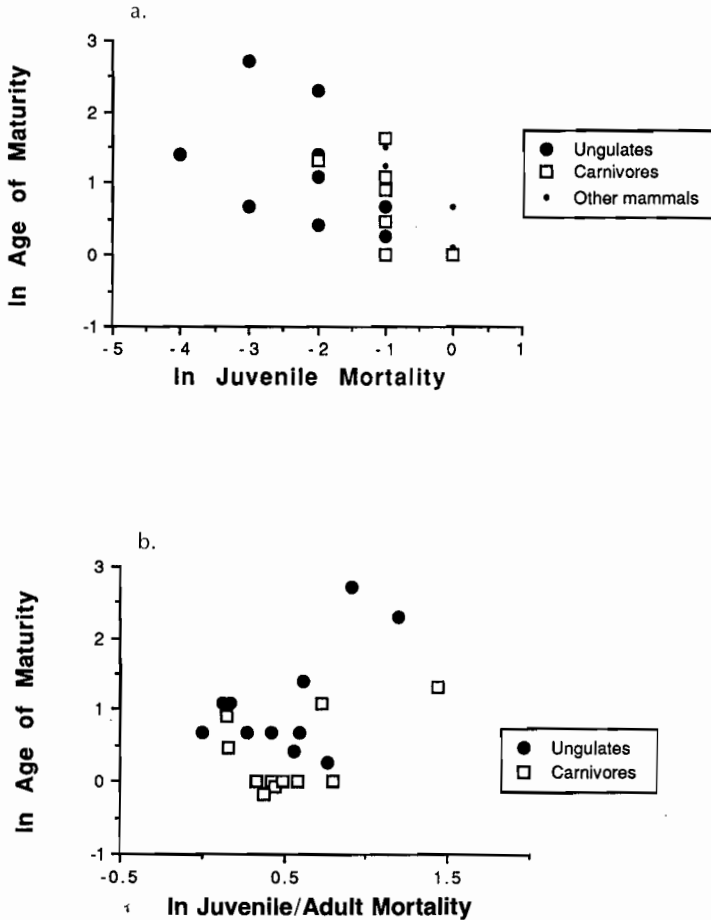 a.
3
2
1
0
-1
ln Age of Maturity
-5 -4 -3 -2 -1 0 1
ln Juvenile Mortality
Ungulates
Carnivores
Other mammals
b.
3
2
1
0
-1
ln Age of Maturity
-0.5 0.5 1.5
ln Juvenile/Adult Mortality
Ungulates
Carnivores